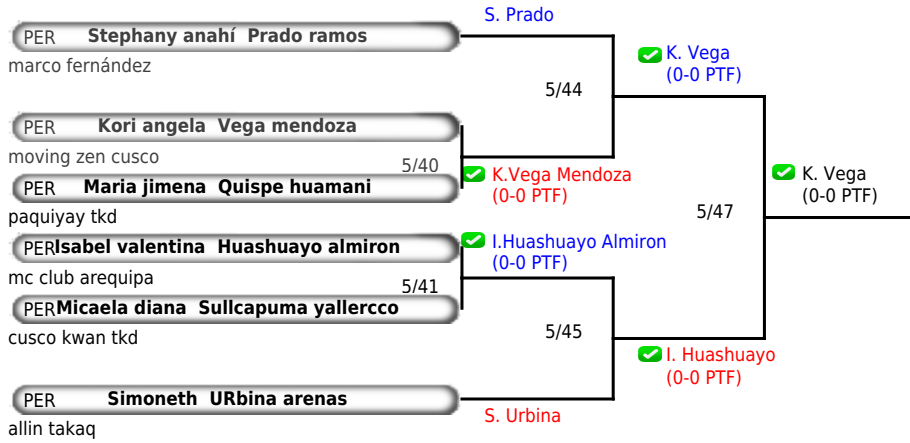 S. Prado
PER Stephany anahí Prado ramos
marco fernández
K. Vega
(0-0 PTF)
5/44
PER Kori angela Vega mendoza
moving zen cusco
5/40
PER Maria jimena Quispe huamani
paquiyay tkd
K.Vega Mendoza
(0-0 PTF)
K. Vega
(0-0 PTF)
5/47
PER Isabel valentina Huashuayo almiron
mc club arequipa
I.Huashuayo Almiron
(0-0 PTF)
5/41
PER Micaela diana Sullcapuma yallercco
cusco kwan tkd
5/45
I. Huashuayo
(0-0 PTF)
PER Simoneth URbina arenas
allin takaq
S. Urbina